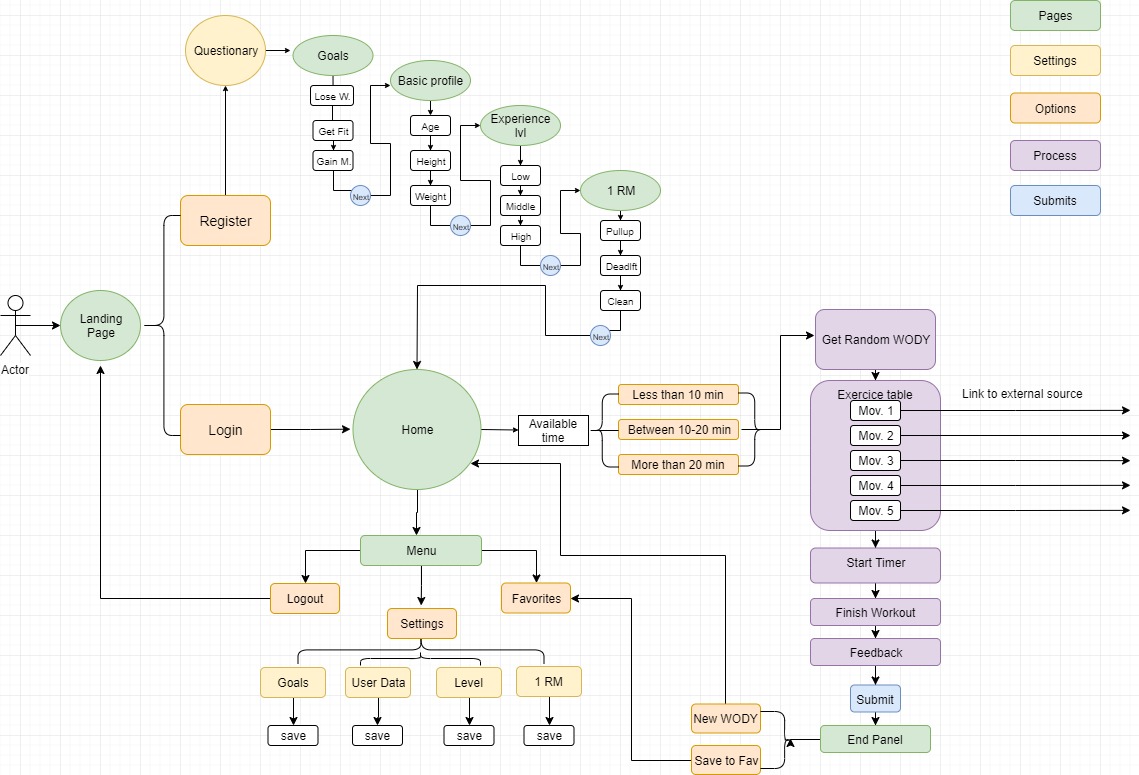 Pages
Settings
Options
Process
Submits
Questionary
Goals
Lose W.
Get Fit
Gain M.
Next
Basic profile
Age
Height
Weight
Next
Experience
lvl
Low
Middle
High
Next
1 RM
Pullup
Deadlft
Clean
Next
Register
Landing
Page
Actor
Login
Home
Available
time
Less than 10 min
Between 10-20 min
More than 20 min
Get Random WODY
Exercice table
Mov. 1
Mov. 2
Mov. 3
Mov. 4
Mov. 5
Link to external source
Start Timer
Finish Workout
Feedback
Submit
End Panel
New WODY
Save to Fav
Menu
Logout
Settings
Favorites
Goals
User Data
Level
1 RM
save
save
save
save